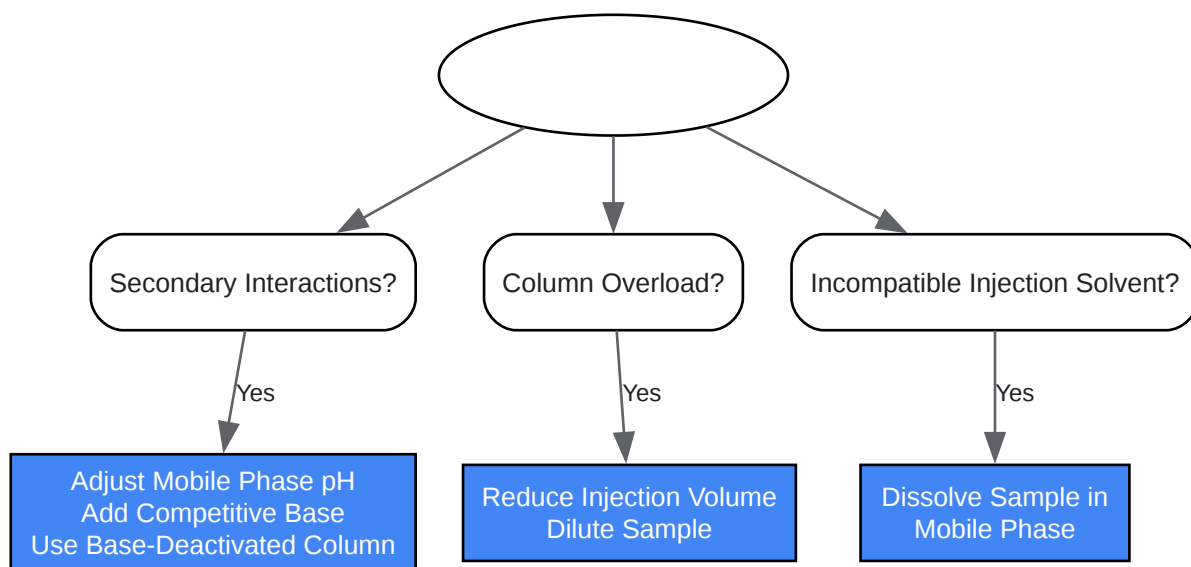 Secondary Interactions?
Column Overload?
Incompatible Injection Solvent?
Yes
Yes
Yes
Adjust Mobile Phase pH
Add Competitive Base
Use Base-Deactivated Column
Reduce Injection Volume
Dilute Sample
Dissolve Sample in
Mobile Phase